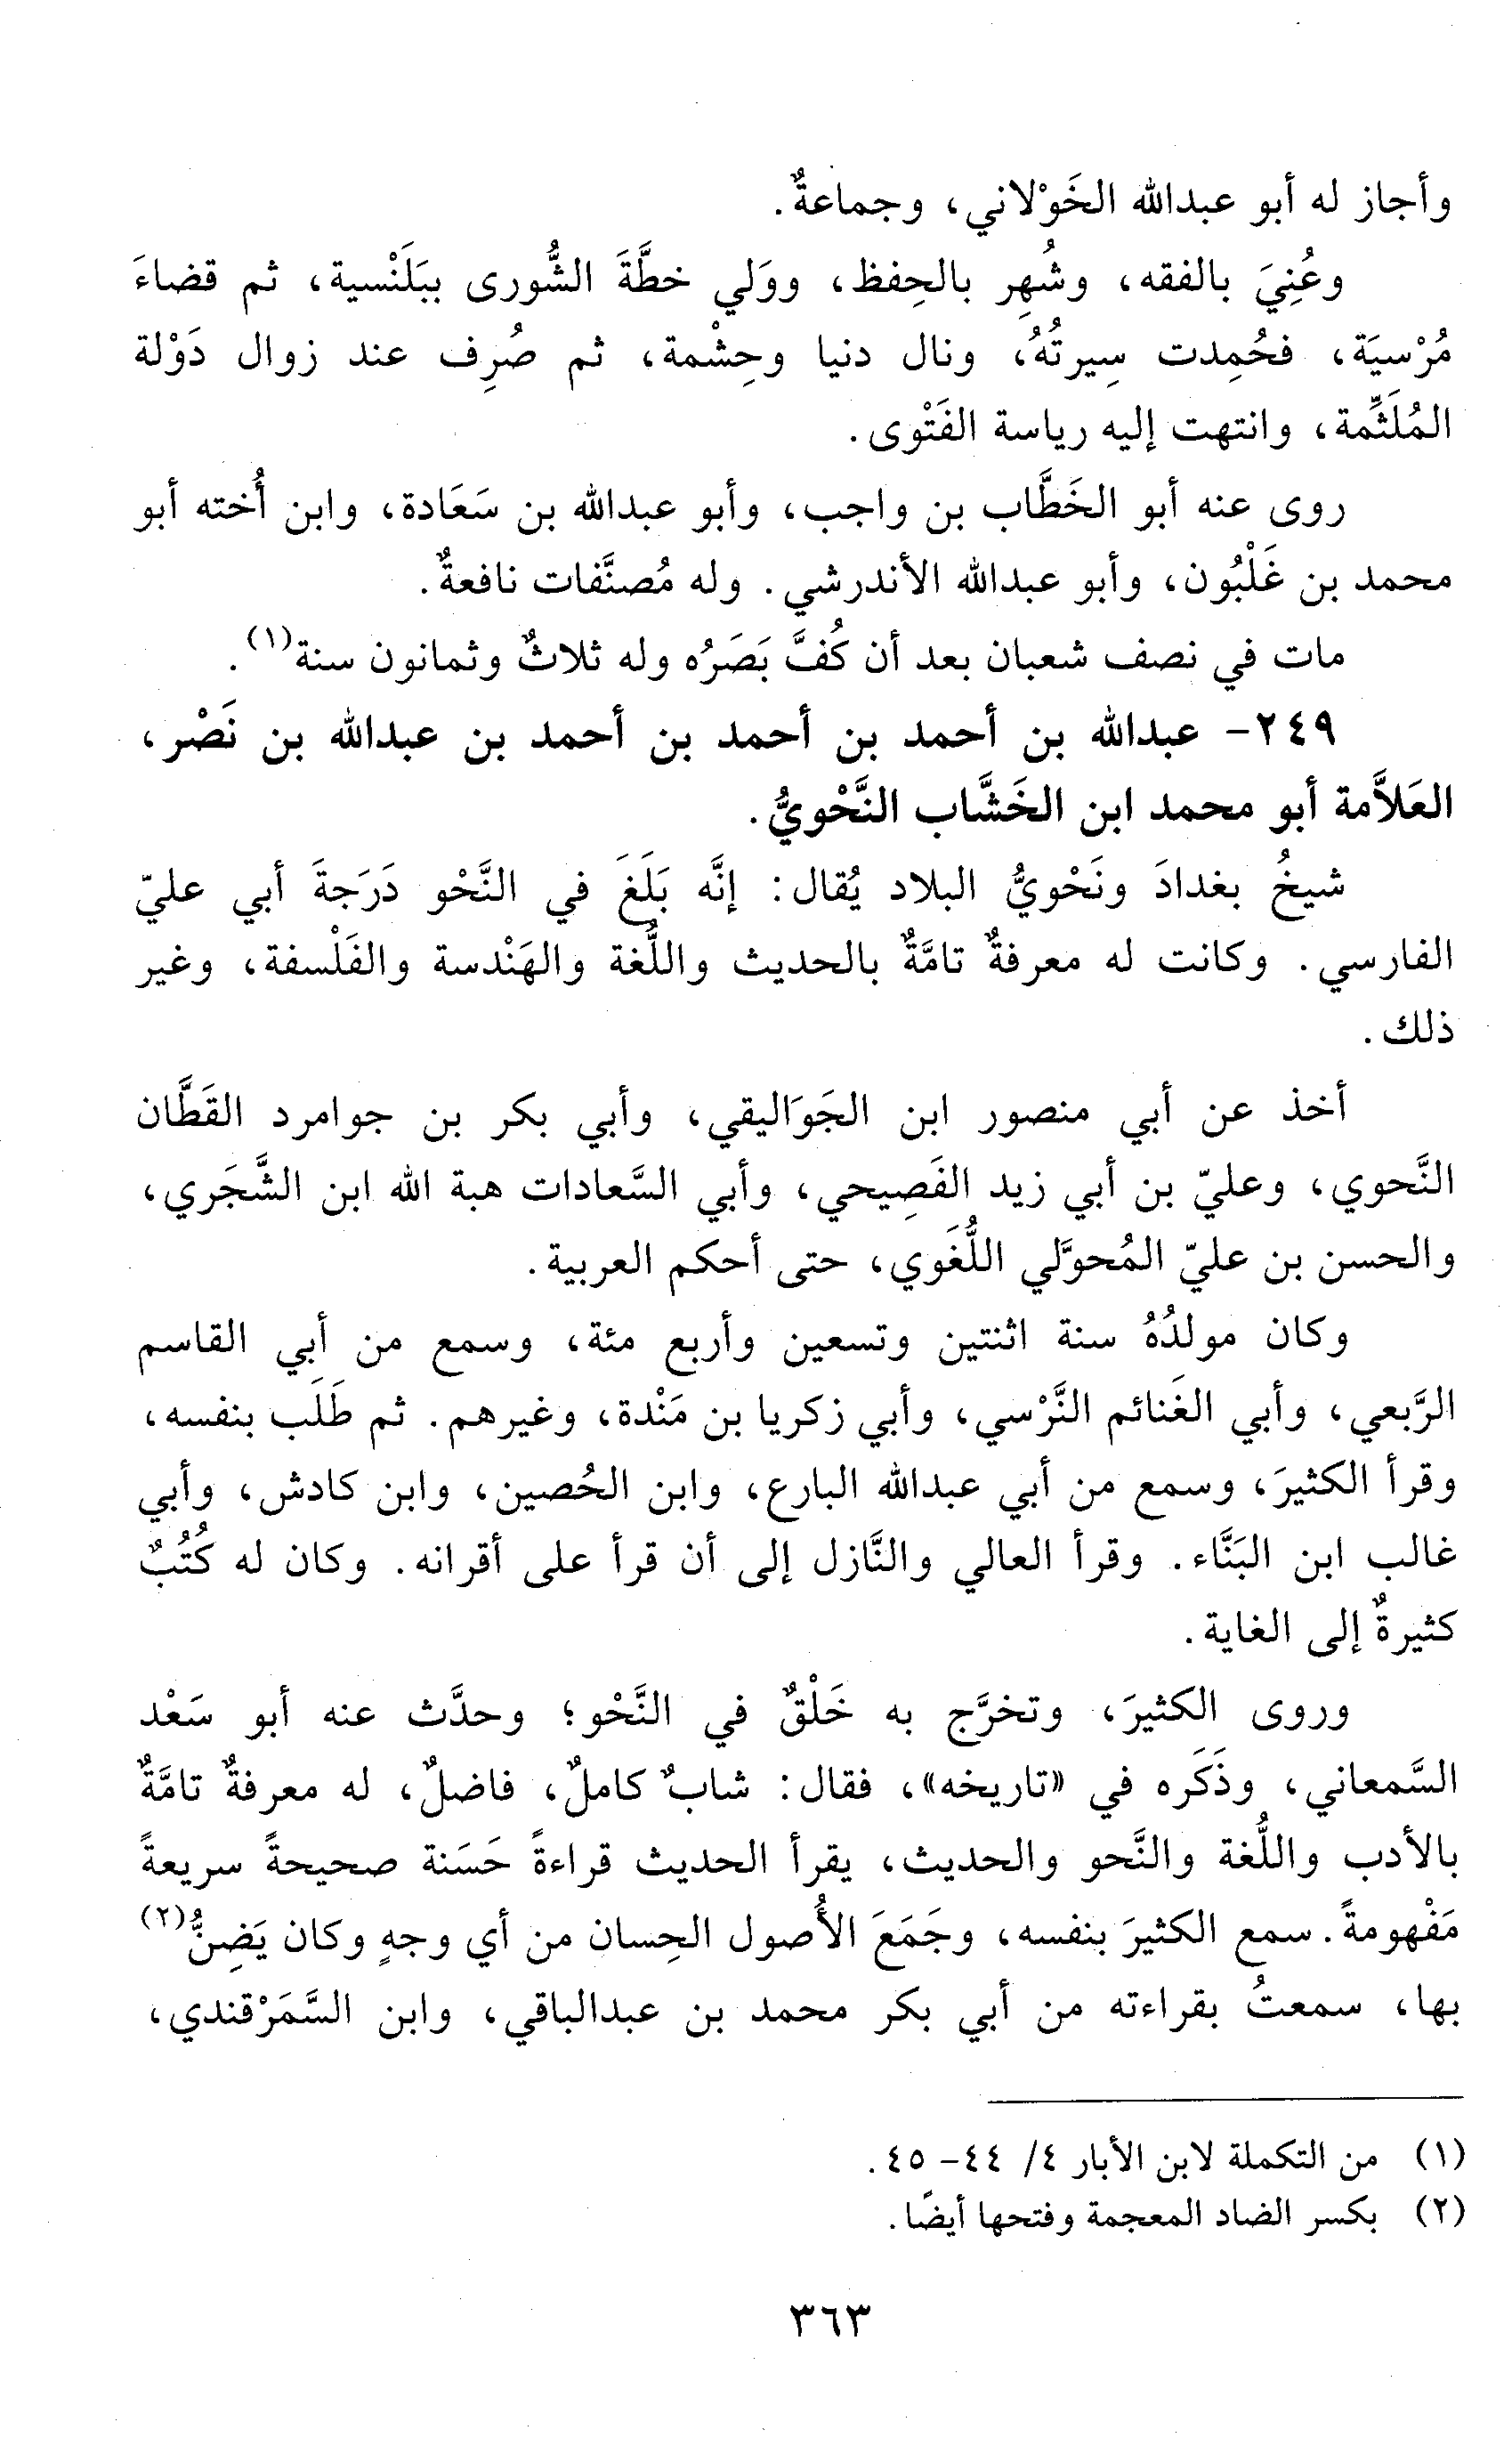 وأجاز له أبو عبدالله الخَوْلاني، وجماعةٌ.
وعُنِيَ بالفقه، وشُهِر بالحِفظ، ووَلي خطَّةَ الشُّورى ببَلَنْسية، ثم قضاءَ
مُرْسيَة، فحُمِدت سِيرتُهُ، ونال دنيا وحِشْمة، ثم صُرِف عند زوال دَوْلة
المُلَثِّمة، وانتهت إليه رياسة الفَتْوى.
روى عنه أبو الخَطَّاب بن واجب، وأبو عبدالله بن سَعَادة، وابن أُخته أبو
محمد بن غَلْبُون، وأبو عبدالله الأندرشي. وله مُصنَّفات نافعةٌ.
مات في نصف شعبان بعد أن كُفَّ بَصَرُه وله ثلاثٌ وثمانون سنة(١).
٢٤٩- عبدالله بن أحمد بن أحمد بن أحمد بن عبدالله بن نَصْر،
العَلاَّمة أبو محمد ابن الخَشَّاب النَّحْويُّ.
شيخُ بغدادَ ونَحْويُّ البلاد يُقال: إنَّه بَلَغَ في النَّحْو دَرَجةَ أبي عليّ
الفارسي. وكانت له معرفةٌ تامَّةٌ بالحديث واللُّغة والهَنْدسة والفَلْسفة، وغير
ذلك.
أخذ عن أبي منصور ابن الجَوَاليقي، وأبي بكر بن جوامرد القَطَّان
النَّحوي، وعليّ بن أبي زيد الفَصِيحي، وأبي السَّعادات هبة الله ابن الشَّجَري،
والحسن بن عليّ المُحوَّلي اللُّغَوي، حتى أحكم العربية.
وكان مولدُهُ سنة اثنتين وتسعين وأربع مئة، وسمع من أبي القاسم
الرَّبعي، وأبي الغَنائم النَّرْسي، وأبي زكريا بن مَنْدة، وغيرهم. ثم طَلَب بنفسه،
وقرأ الكثيرَ، وسمع من أبي عبدالله البارع، وابن الحُصين، وابن كادش، وأبي
غالب ابن البَنَّاء. وقرأ العالي والنَّازل إلى أن قرأ على أقرانه. وكان له كُتُبٌ
كثيرةٌ إلى الغاية.
وروى الكثيرَ، وتخرَّج به خَلْقٌ في النَّحْو؛ وحدَّث عنه أبو سَعْد
السَّمعاني، وذَكَره في «تاريخه»، فقال: شابٌ كاملٌ، فاضلٌ، له معرفةٌ تامَّةٌ
بالأدب واللُّغة والنَّحو والحديث، يقرأ الحديث قراءةً حَسَنة صحيحةً سريعةً
مَفْهومةً. سمع الكثيرَ بنفسه، وجَمَعَ الأُصول الحِسان من أي وجهٍ وكان يَضِنُّ(٢)
بها، سمعتُ بقراءته من أبي بكر محمد بن عبدالباقي، وابن السَّمَرْقندي،
(١) من التكملة لابن الأبار ٤/ ٤٤- ٤٥.
(٢) بكسر الضاد المعجمة وفتحها أيضًا.
٣٦٣